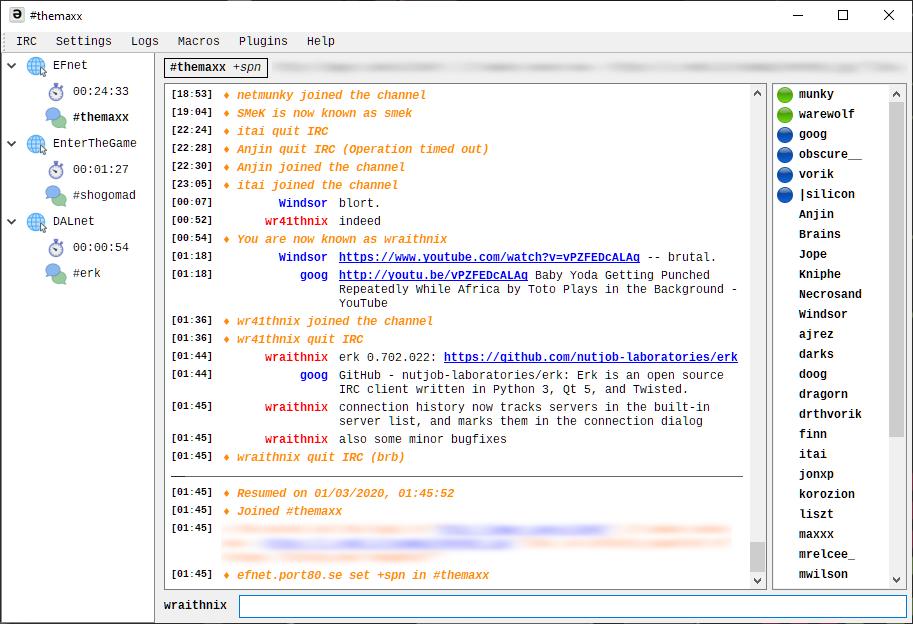 #themaxx
IRC Settings Logs Macros Plugins Help
EFnet
00:24:33
#themaxx
EnterTheGame
00:01:27
#shogomad
DALnet
00:00:54
#erk
#themaxx +spn
[18:53] ♦ netmunky joined the channel
[19:04] ♦ SMeK is now known as smek
[22:24] ♦ itai quit IRC
[22:28] ♦ Anjin quit IRC (Operation timed out)
[22:30] ♦ Anjin joined the channel
[23:05] ♦ itai joined the channel
[00:07] Windsor blort.
[00:52] wr41thnix indeed
[00:54] ♦ You are now known as wraithnix
[01:18] Windsor https://www.youtube.com/watch?v=vPZFEDcALAg -- brutal.
[01:18] goog http://youtu.be/vPZFEDcALAg Baby Yoda Getting Punched
Repeatedly While Africa by Toto Plays in the Background -
YouTube
[01:36] ♦ wr41thnix joined the channel
[01:36] ♦ wr41thnix quit IRC
[01:44] wraithnix erk 0.702.022: https://github.com/nutjob-laboratories/erk
[01:44] goog GitHub - nutjob-laboratories/erk: Erk is an open source
IRC client written in Python 3, Qt 5, and Twisted.
[01:45] wraithnix connection history now tracks servers in the built-in
server list, and marks them in the connection dialog
[01:45] wraithnix also some minor bugfixes
[01:45] ♦ wraithnix quit IRC (brb)
[01:45] ♦ Resumed on 01/03/2020, 01:45:52
[01:45] ♦ Joined #themaxx
[01:45]
[01:45] ♦ efnet.port80.se set +spn in #themaxx
wraithnix
munky
warewolf
goog
obscure__
vorik
|silicon
Anjin
Brains
Jope
Kniphe
Necrosand
Windsor
ajrez
darks
doog
dragorn
drthvorik
finn
itai
jonxp
korozion
liszt
maxxx
mrelcee_
mwilson